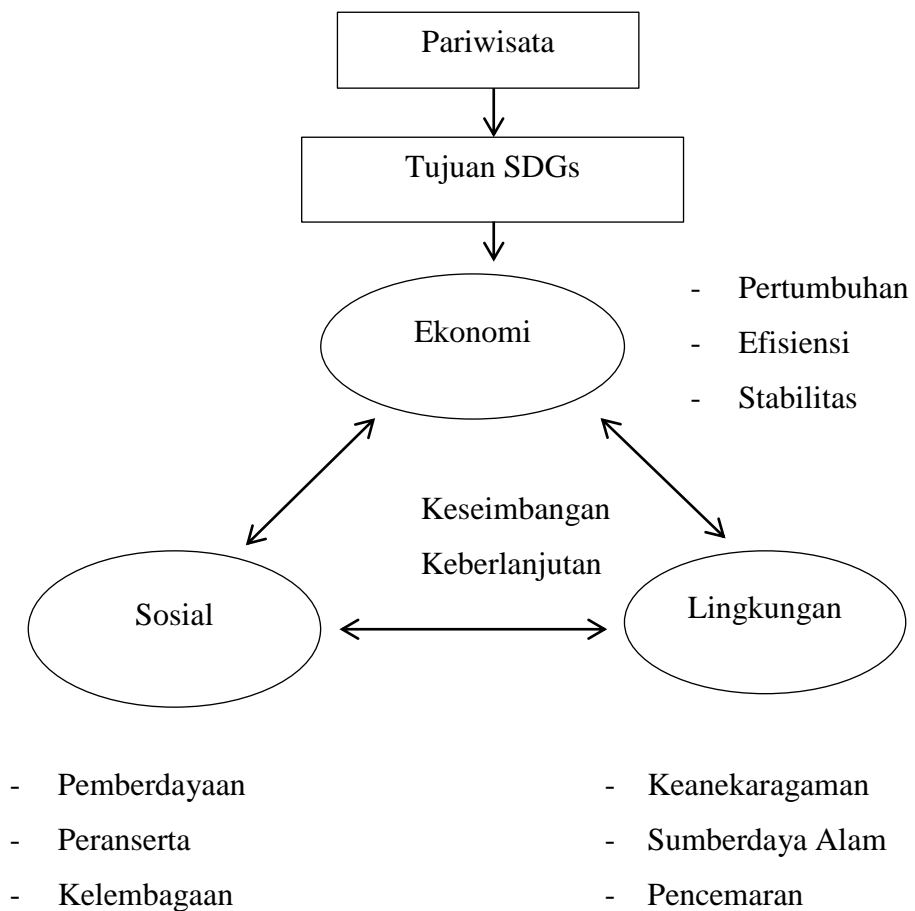 Pariwisata
Tujuan SDGs
Ekonomi
- Pertumbuhan
- Efisiensi
- Stabilitas
Keseimbangan
Keberlanjutan
Sosial
Lingkungan
- Pemberdayaan
- Peranserta
- Kelembagaan
- Keanekaragaman
- Sumberdaya Alam
- Pencemaran